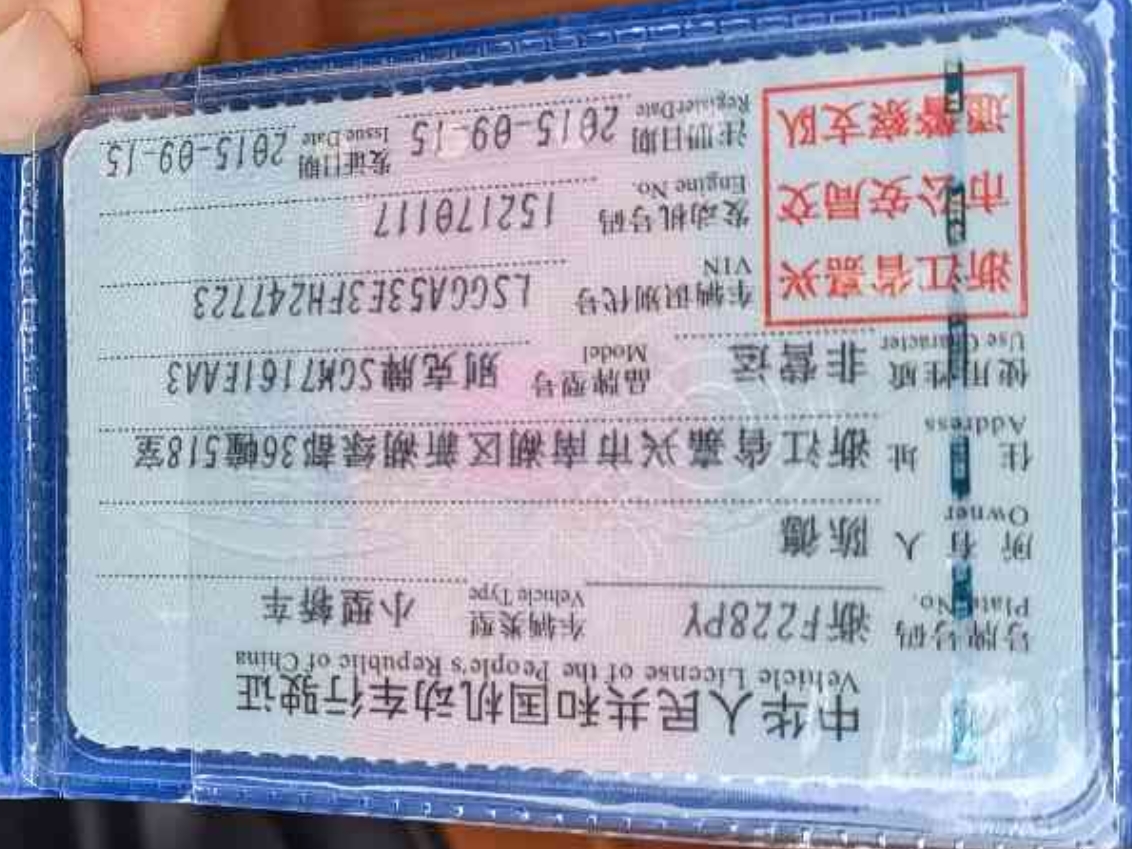 中华人民共和国机动车行驶证
Vehicle License of the People's Republic of China
号牌号码 浙F228PY 车辆类型 小型轿车
Plate No. Vehicle Type
所有人 陈德
Owner
住址 浙江省嘉兴市南湖区新湖绿都36幢518室
Address
使用性质 非营运 品牌型号 别克牌SGM7161EAA3
Use Character Model
浙江省嘉兴
市公安局交
通警察支队
车辆识别代号 LSGGA53E3FH247723
VIN
发动机号码 152170117
Engine No.
注册日期 2015-09-15 发证日期 2015-09-15
Register Date Issue Date